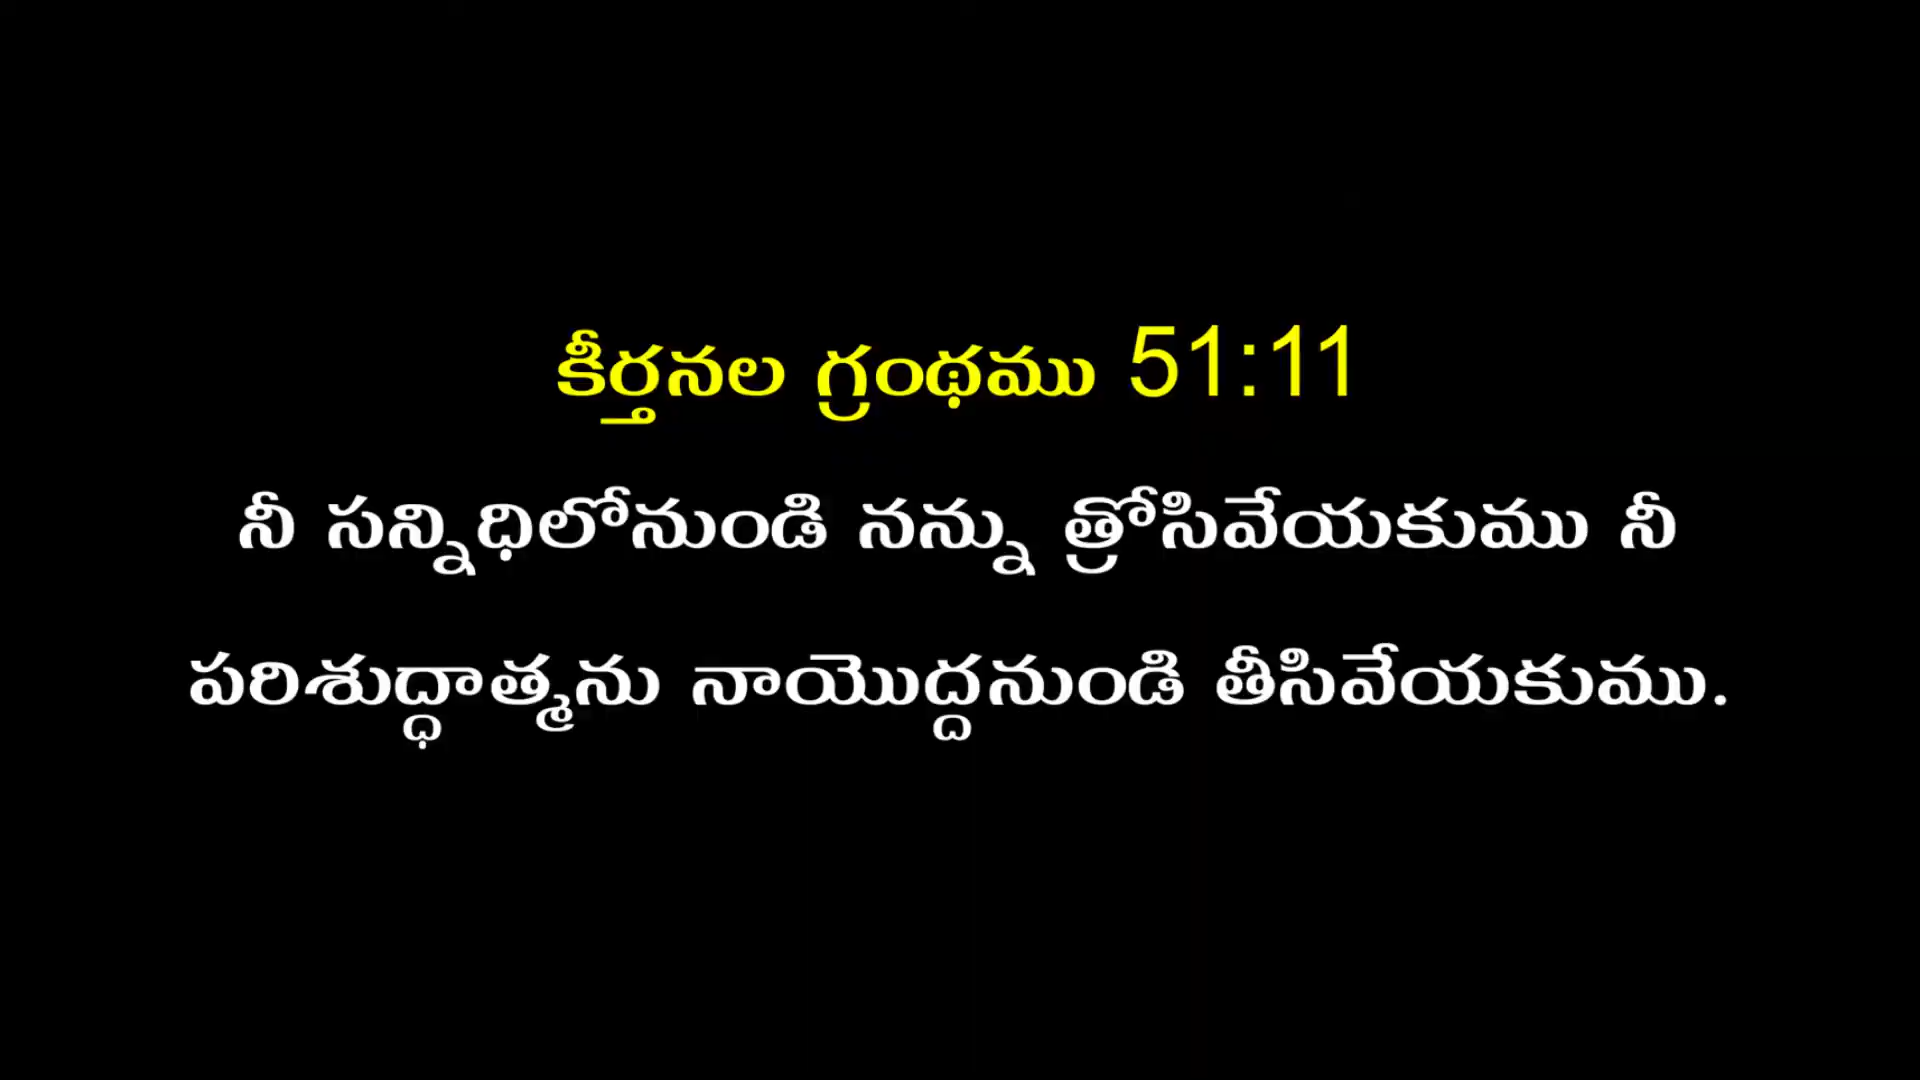 కీర్తనల గ్రంథము 51:11
నీ సన్నిధిలోనుండి నన్ను త్రోసివేయకుము నీ
పరిశుద్ధాత్మను నాయొద్దనుండి తీసివేయకుము.